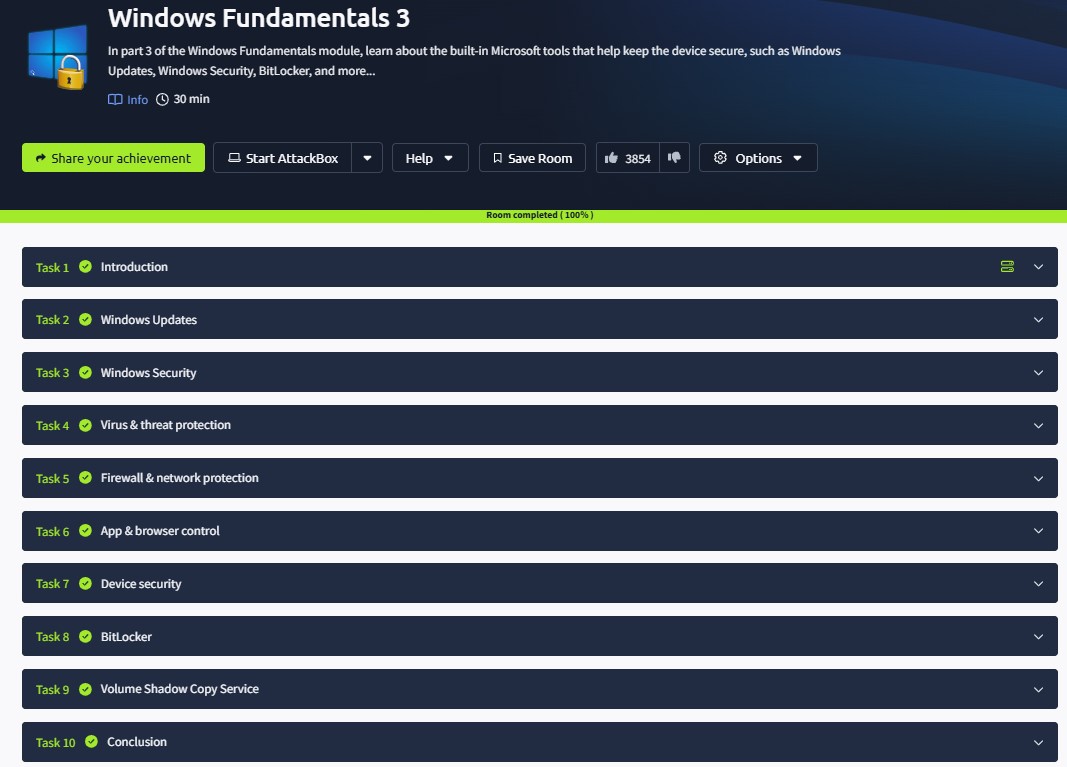 Windows Fundamentals 3
In part 3 of the Windows Fundamentals module, learn about the built-in Microsoft tools that help keep the device secure, such as Windows
Updates, Windows Security, BitLocker, and more...
Info 30 min
Share your achievement Start AttackBox Help Save Room 3854 Options
Room completed ( 100% )
Task 1 Introduction
Task 2 Windows Updates
Task 3 Windows Security
Task 4 Virus & threat protection
Task 5 Firewall & network protection
Task 6 App & browser control
Task 7 Device security
Task 8 BitLocker
Task 9 Volume Shadow Copy Service
Task 10 Conclusion